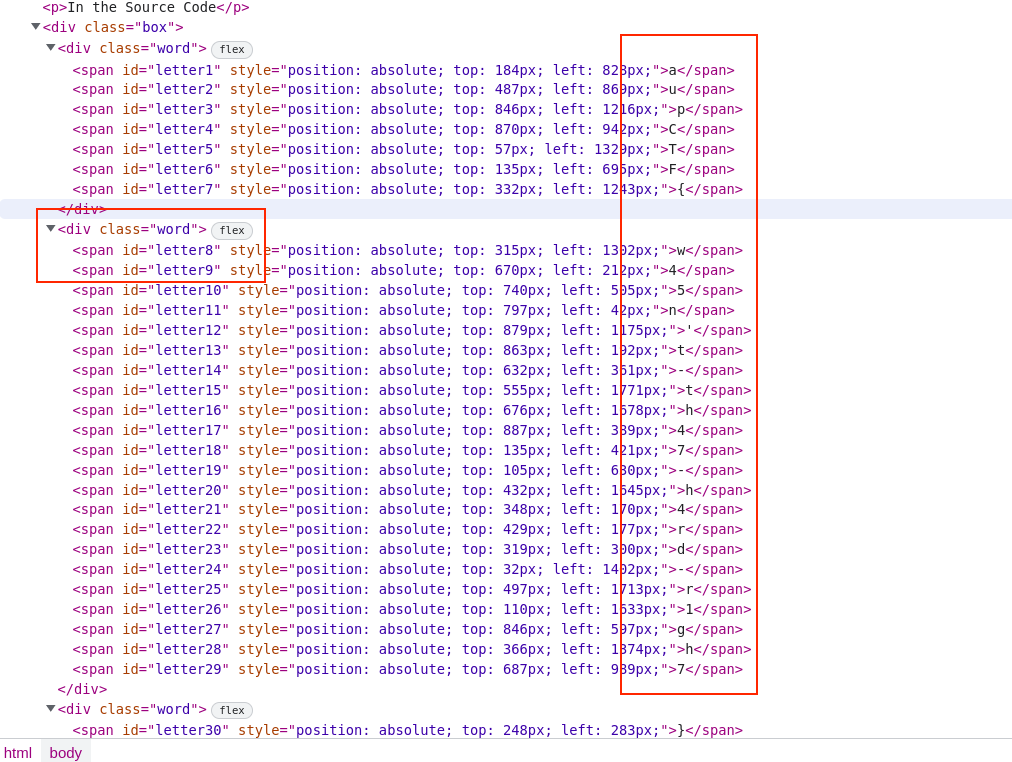 <p>In the Source Code</p>
<div class="box">
<div class="word"> flex
<span id="letter1" style="position: absolute; top: 184px; left: 828px;">a</span>
<span id="letter2" style="position: absolute; top: 487px; left: 869px;">u</span>
<span id="letter3" style="position: absolute; top: 846px; left: 1216px;">p</span>
<span id="letter4" style="position: absolute; top: 870px; left: 942px;">C</span>
<span id="letter5" style="position: absolute; top: 57px; left: 1329px;">T</span>
<span id="letter6" style="position: absolute; top: 135px; left: 695px;">F</span>
<span id="letter7" style="position: absolute; top: 332px; left: 1243px;">{</span>
</div>
<div class="word"> flex
<span id="letter8" style="position: absolute; top: 315px; left: 1302px;">w</span>
<span id="letter9" style="position: absolute; top: 670px; left: 212px;">4</span>
<span id="letter10" style="position: absolute; top: 740px; left: 505px;">5</span>
<span id="letter11" style="position: absolute; top: 797px; left: 42px;">n</span>
<span id="letter12" style="position: absolute; top: 879px; left: 1175px;">'</span>
<span id="letter13" style="position: absolute; top: 863px; left: 192px;">t</span>
<span id="letter14" style="position: absolute; top: 632px; left: 361px;">-</span>
<span id="letter15" style="position: absolute; top: 555px; left: 1771px;">t</span>
<span id="letter16" style="position: absolute; top: 676px; left: 1678px;">h</span>
<span id="letter17" style="position: absolute; top: 887px; left: 389px;">4</span>
<span id="letter18" style="position: absolute; top: 135px; left: 421px;">7</span>
<span id="letter19" style="position: absolute; top: 105px; left: 630px;">-</span>
<span id="letter20" style="position: absolute; top: 432px; left: 1645px;">h</span>
<span id="letter21" style="position: absolute; top: 348px; left: 170px;">4</span>
<span id="letter22" style="position: absolute; top: 429px; left: 177px;">r</span>
<span id="letter23" style="position: absolute; top: 319px; left: 300px;">d</span>
<span id="letter24" style="position: absolute; top: 32px; left: 1402px;">-</span>
<span id="letter25" style="position: absolute; top: 497px; left: 1713px;">r</span>
<span id="letter26" style="position: absolute; top: 110px; left: 1633px;">1</span>
<span id="letter27" style="position: absolute; top: 846px; left: 597px;">g</span>
<span id="letter28" style="position: absolute; top: 366px; left: 1374px;">h</span>
<span id="letter29" style="position: absolute; top: 687px; left: 989px;">7</span>
</div>
<div class="word"> flex
<span id="letter30" style="position: absolute; top: 248px; left: 283px;">}</span>
html body